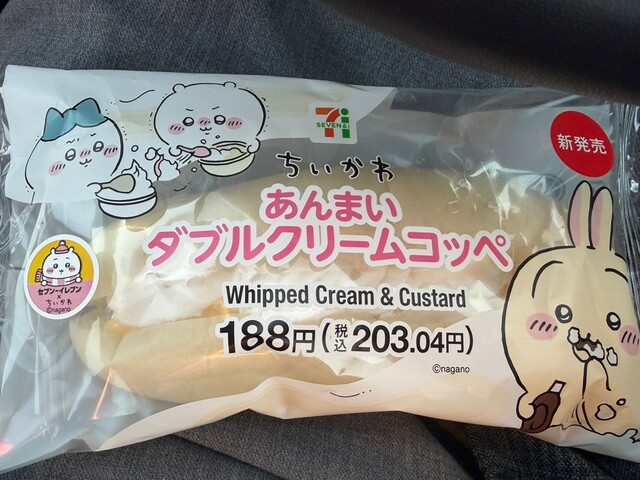 7i
SEVEN&i
新発売
ちいかわ
あんまい
ダブルクリームコッペ
Whipped Cream & Custard
188円(税込203.04円)
©nagano
セブン-イレブン
×
ちいかわ
©nagano